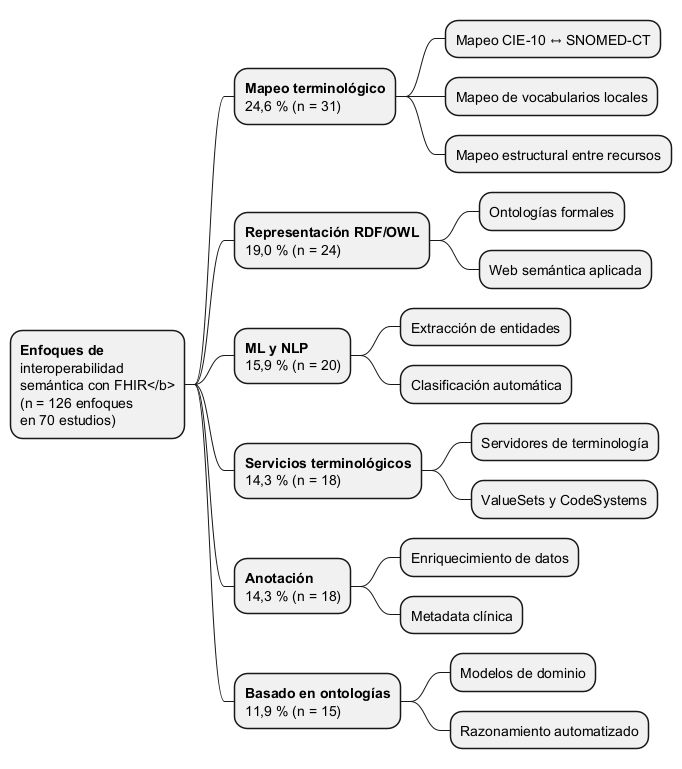 Enfoques de
interoperabilidad
semántica con FHIR</b>
(n = 126 enfoques
en 70 estudios)
Mapeo terminológico
24,6 % (n = 31)
Mapeo CIE-10 ↔ SNOMED-CT
Mapeo de vocabularios locales
Mapeo estructural entre recursos
Representación RDF/OWL
19,0 % (n = 24)
Ontologías formales
Web semántica aplicada
ML y NLP
15,9 % (n = 20)
Extracción de entidades
Clasificación automática
Servicios terminológicos
14,3 % (n = 18)
Servidores de terminología
ValueSets y CodeSystems
Anotación
14,3 % (n = 18)
Enriquecimiento de datos
Metadata clínica
Basado en ontologías
11,9 % (n = 15)
Modelos de dominio
Razonamiento automatizado